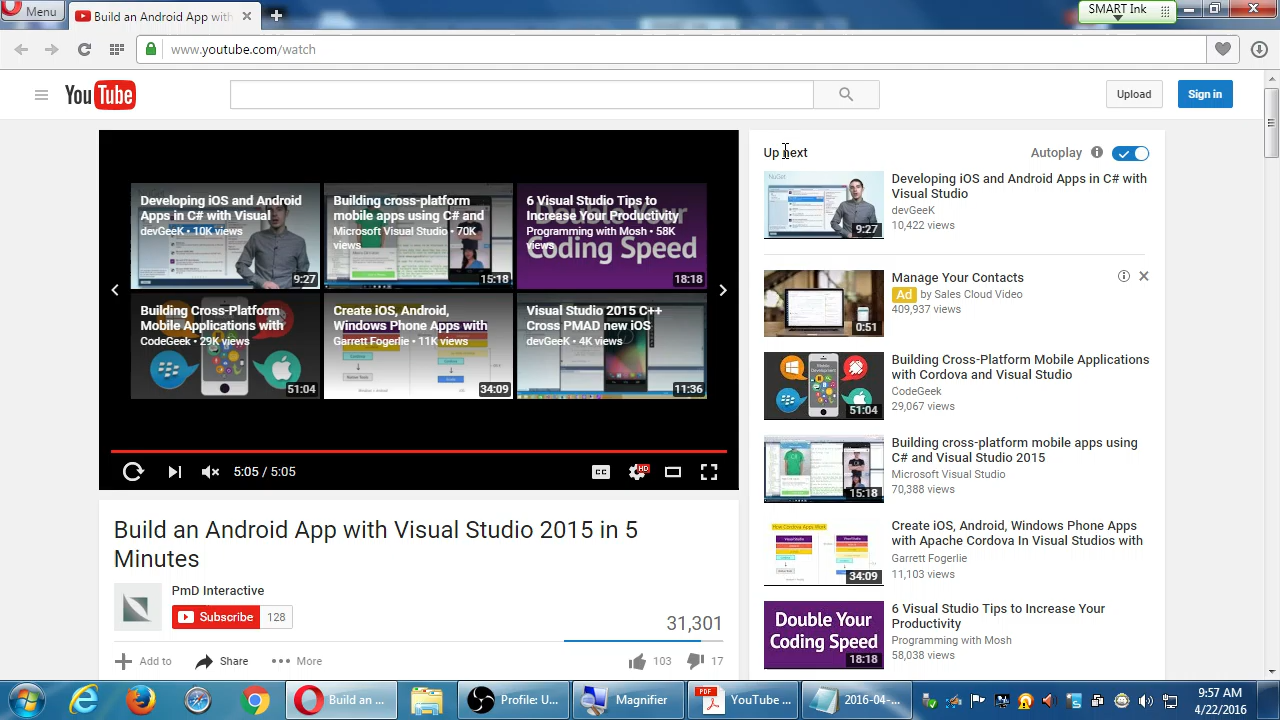 Menu
Build an Android App with
SMART Ink
www.youtube.com/watch
YouTube
Upload
Sign in
Developing iOS and Android
Apps in C# with Visual
devGeeK • 10K views
9:27
Building cross-platform
mobile apps using C# and
Microsoft Visual Studio • 70K
views
15:18
6 Visual Studio Tips to
Increase Your Productivity
Programming with Mosh • 58K
views
Coding Speed
18:18
Building Cross-Platform
Mobile Applications with
CodeGeek • 29K views
51:04
Create iOS, Android,
Windows Phone Apps with
Garrett Fogerlie • 11K views
34:09
Visual Studio 2015 C++
Cross PMAD new iOS
devGeeK • 4K views
11:36
5:05 / 5:05
CC
HD
Build an Android App with Visual Studio 2015 in 5
Minutes
PmD Interactive
Subscribe 128
31,301
Add to Share More 103 17
Up next Autoplay
NuGet
9:27
Developing iOS and Android Apps in C# with
Visual Studio
devGeeK
10,422 views
0:51
Manage Your Contacts
Ad by Sales Cloud Video
409,937 views
51:04
Building Cross-Platform Mobile Applications
with Cordova and Visual Studio
CodeGeek
29,067 views
15:18
Building cross-platform mobile apps using
C# and Visual Studio 2015
Microsoft Visual Studio
70,388 views
How Cordova Apps Work
34:09
Create iOS, Android, Windows Phone Apps
with Apache Cordova In Visual Studios with
Garrett Fogerlie
11,103 views
Double Your
Coding Speed
18:18
6 Visual Studio Tips to Increase Your
Productivity
Programming with Mosh
58,038 views
Build an ...
Profile: U...
Magnifier
PDF
YouTube ...
2016-04-...
9:57 AM
4/22/2016